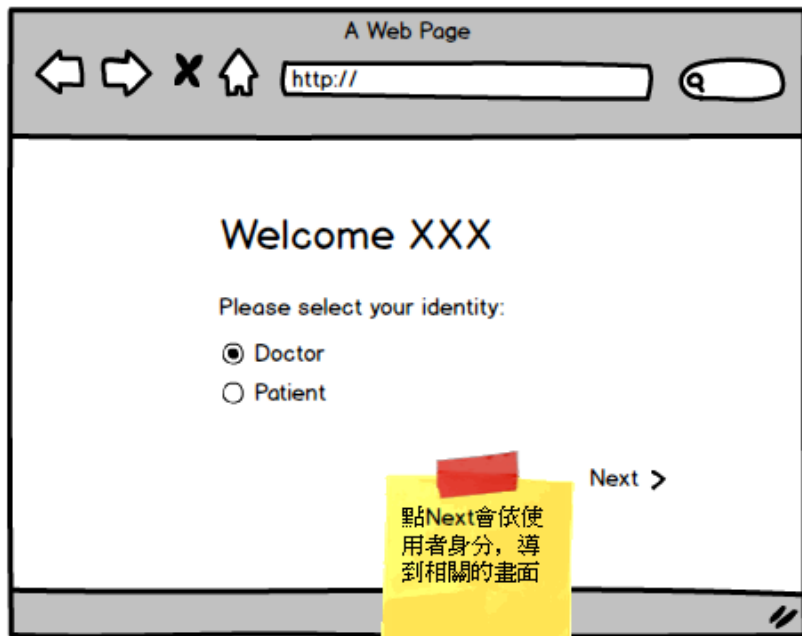 A Web Page
http://
Welcome XXX
Please select your identity:
Doctor
Patient
Next
點Next會依使
用者身分，導
到相關的畫面